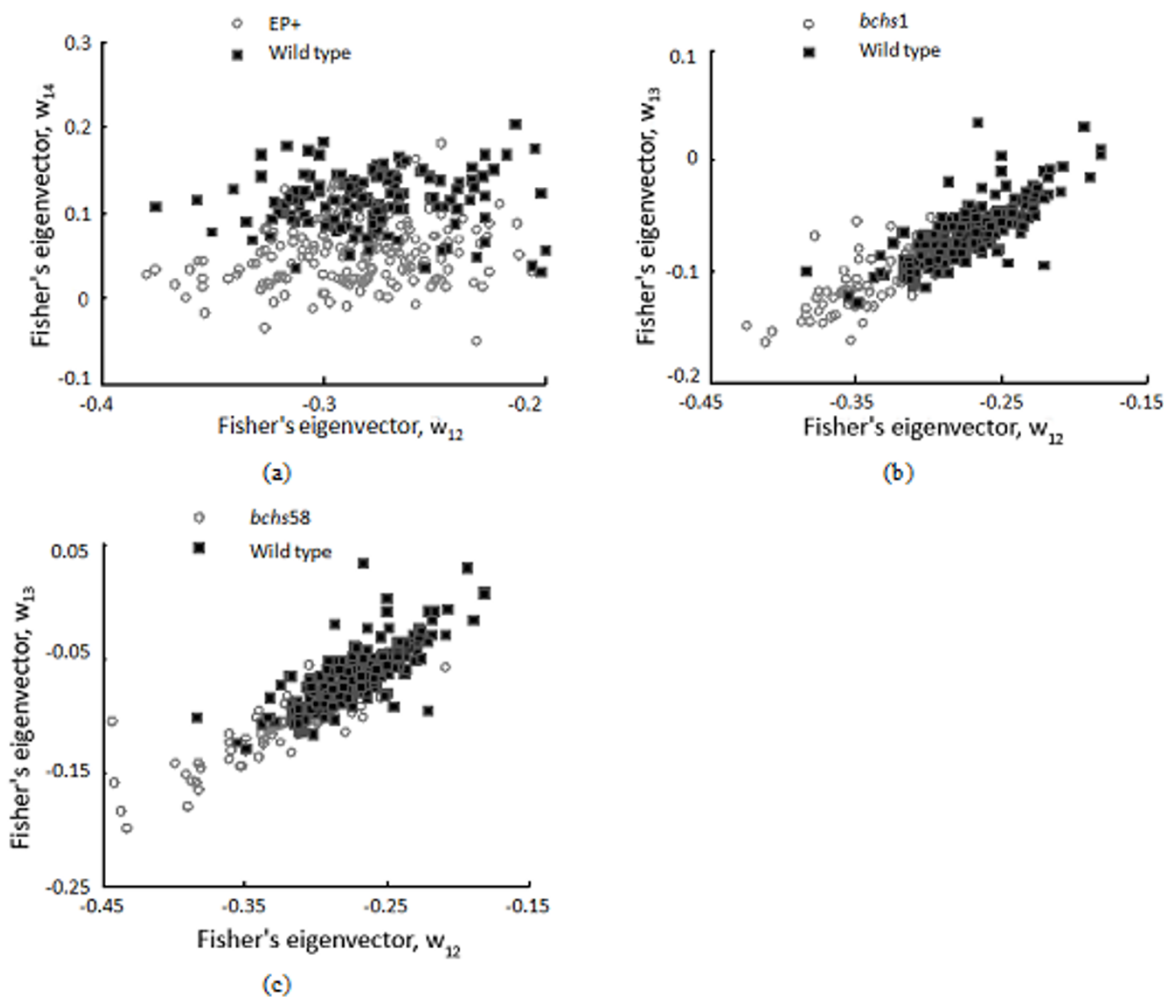 EP+
Wild type
0.3
0.2
0.1
0
-0.1
-0.4
-0.3
-0.2
Fisher's eigenvector, w14
Fisher's eigenvector, w12
(a)
bchs1
Wild type
0.1
0
-0.1
-0.2
-0.45
-0.35
-0.25
-0.15
Fisher's eigenvector, w13
Fisher's eigenvector, w12
(b)
bchs58
Wild type
0.05
-0.05
-0.15
-0.25
-0.45
-0.35
-0.25
-0.15
Fisher's eigenvector, w13
Fisher's eigenvector, w12
(c)